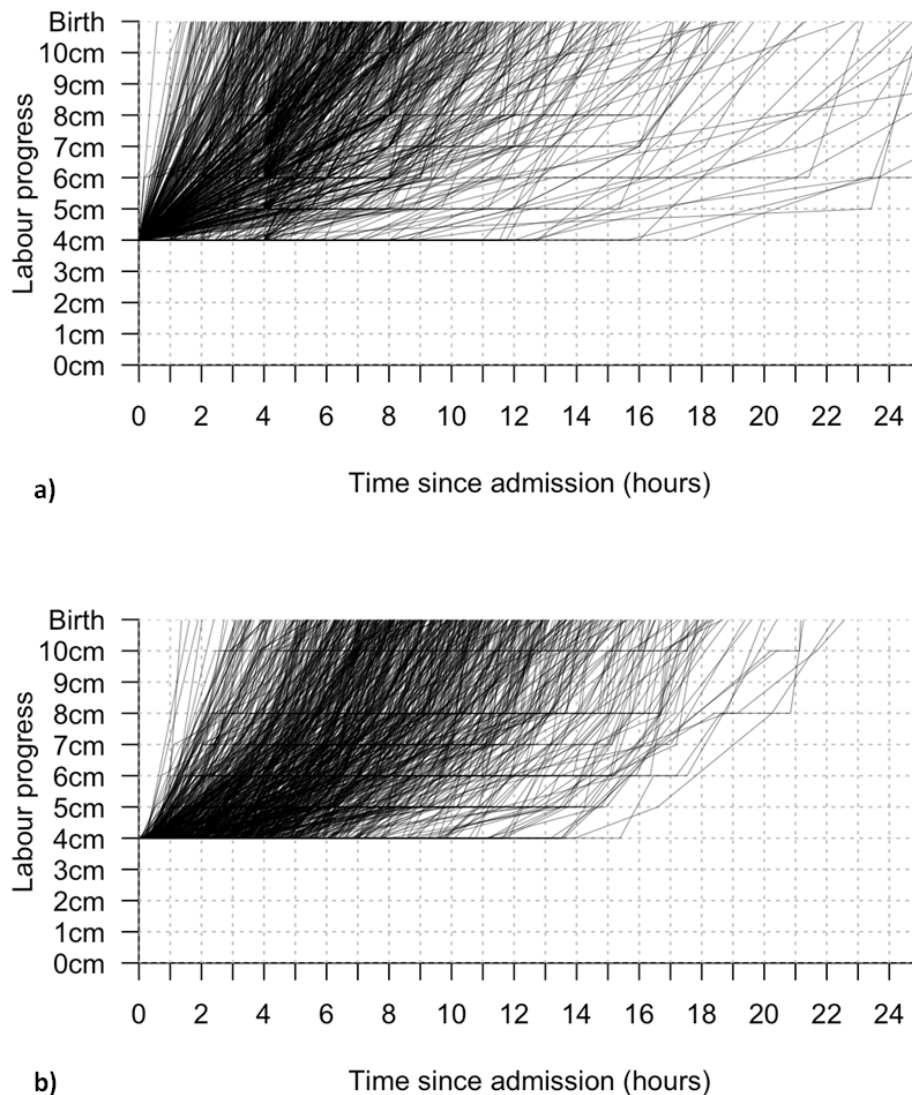 Birth
10cm
9cm
8cm
7cm
6cm
5cm
4cm
3cm
2cm
1cm
0cm
Labour progress
0 2 4 6 8 10 12 14 16 18 20 22 24
Time since admission (hours)
a)
Birth
10cm
9cm
8cm
7cm
6cm
5cm
4cm
3cm
2cm
1cm
0cm
Labour progress
0 2 4 6 8 10 12 14 16 18 20 22 24
Time since admission (hours)
b)